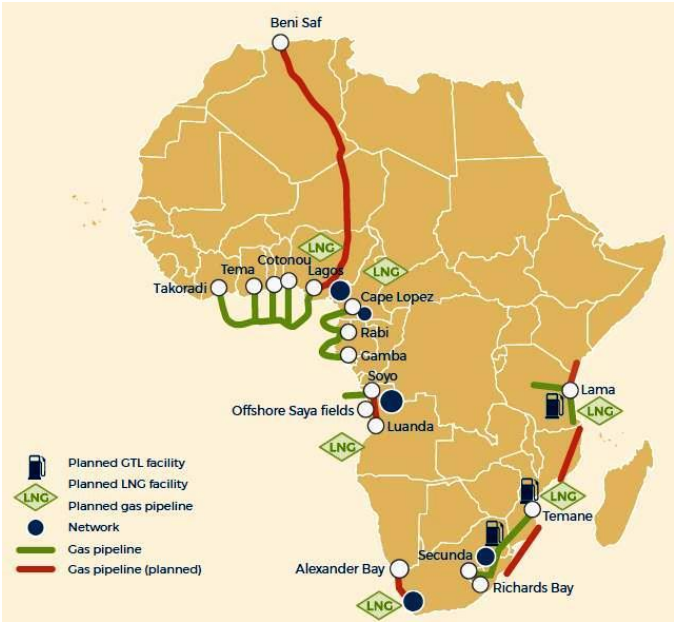 Beni Saf
LNG
Cotonou
LNG
Tema
Lagos
Takoradi
Cape Lopez
Rabi
Gamba
Soyo
Lama
Offshore Saya fields
LNG
Luanda
LNG
Planned GTL facility
Planned LNG facility
LNG
LNG
Planned gas pipeline
Temane
Network
Gas pipeline
Secunda
Alexander Bay
Gas pipeline (planned)
Richards Bay
LNG